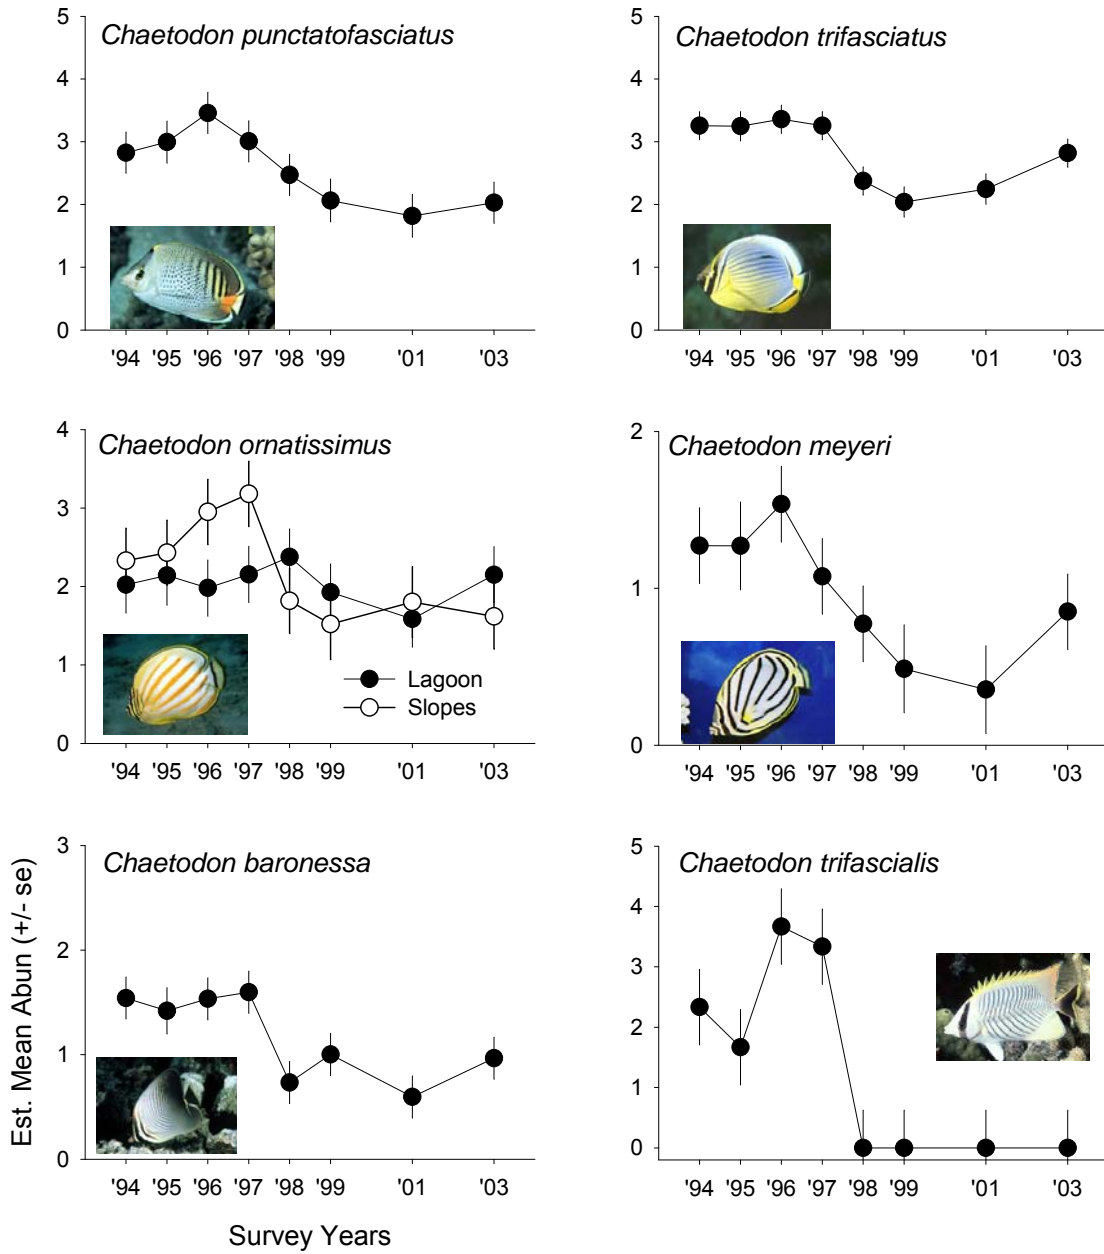 Chaetodon punctatofasciatus
5
4
3
2
1
0
'94 '95 '96 '97 '98 '99 '01 '03
Chaetodon trifasciatus
5
4
3
2
1
0
'94 '95 '96 '97 '98 '99 '01 '03
Chaetodon ornatissimus
4
3
2
1
0
Lagoon
Slopes
'94 '95 '96 '97 '98 '99 '01 '03
Chaetodon meyeri
2
1
0
'94 '95 '96 '97 '98 '99 '01 '03
Chaetodon baronessa
3
2
1
0
'94 '95 '96 '97 '98 '99 '01 '03
Chaetodon trifascialis
5
4
3
2
1
0
'94 '95 '96 '97 '98 '99 '01 '03
Est. Mean Abun (+/- se)
Survey Years